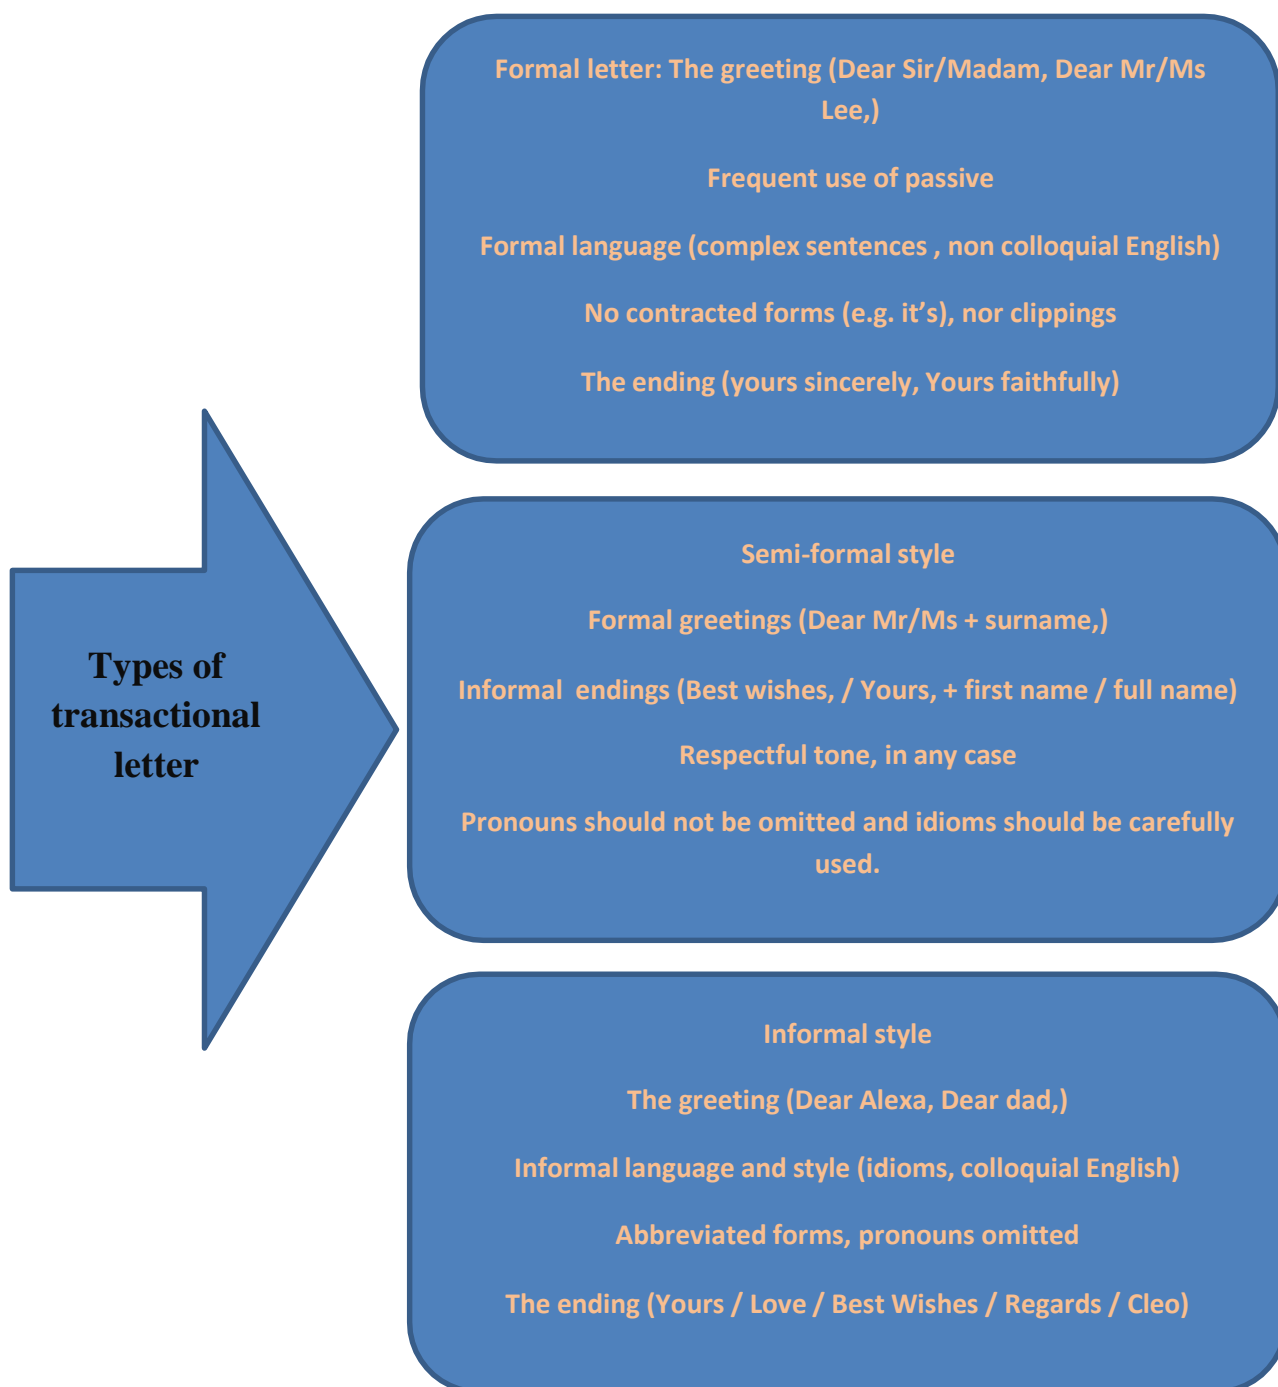 Formal letter: The greeting (Dear Sir/Madam, Dear Mr/Ms
Lee,)
Frequent use of passive
Formal language (complex sentences , non colloquial English)
No contracted forms (e.g. it’s), nor clippings
The ending (yours sincerely, Yours faithfully)
Types of
transactional
letter
Semi-formal style
Formal greetings (Dear Mr/Ms + surname,)
Informal  endings (Best wishes, / Yours, + first name / full name)
Respectful tone, in any case
Pronouns should not be omitted and idioms should be carefully
used.
Informal style
The greeting (Dear Alexa, Dear dad,)
Informal language and style (idioms, colloquial English)
Abbreviated forms, pronouns omitted
The ending (Yours / Love / Best Wishes / Regards / Cleo)